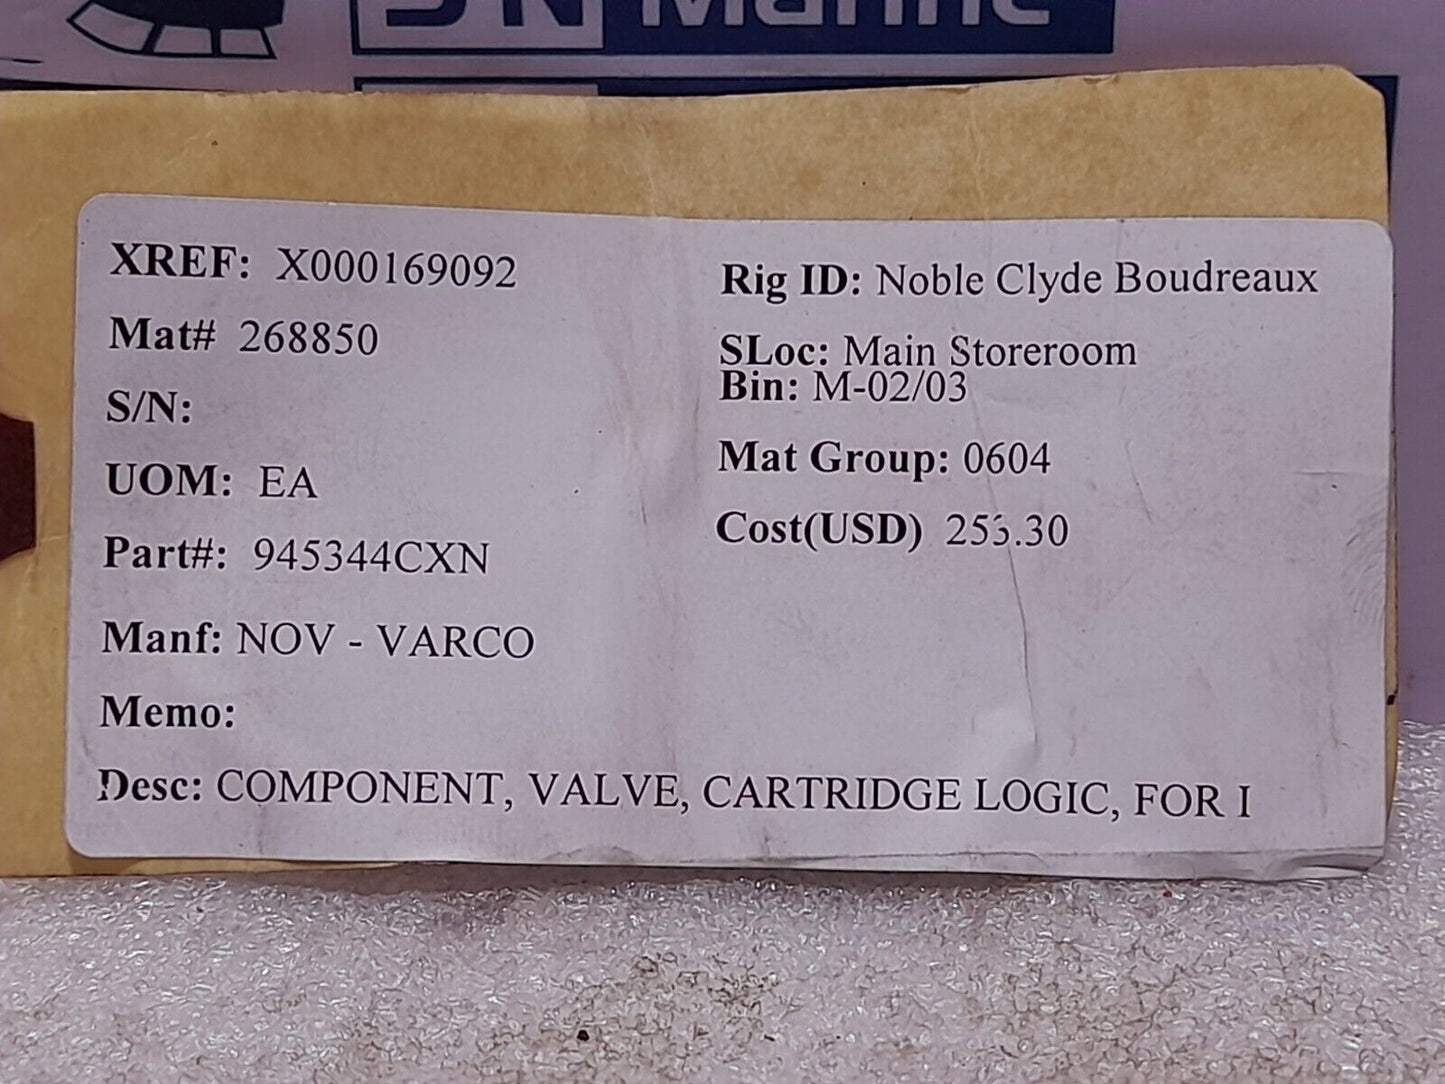 Marine
XREF: X000169092
Mat# 268850
S/N:
UOM: EA
Part#: 945344CXN
Manf: NOV - VARCO
Memo:
Desc: COMPONENT, VALVE, CARTRIDGE LOGIC, FOR I
Rig ID: Noble Clyde Boudreaux
SLoc: Main Storeroom
Bin: M-02/03
Mat Group: 0604
Cost(USD)